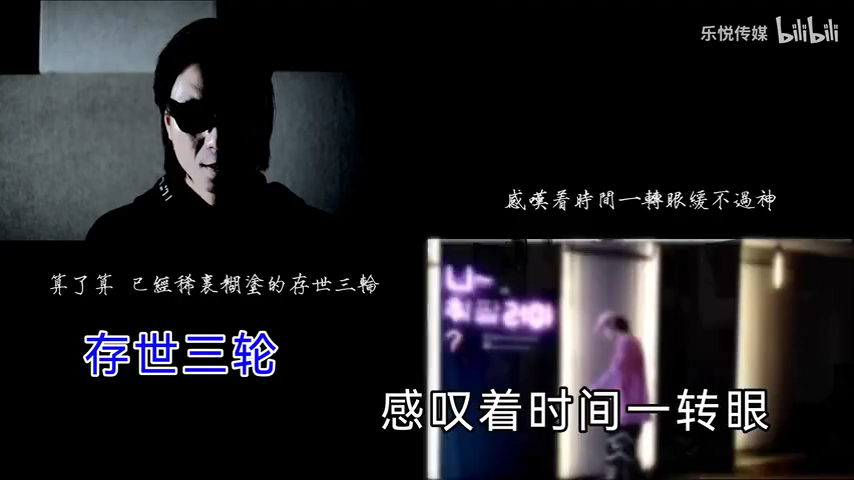 乐悦传媒 bilibili
感嘆着時間一轉眼緩不過神
算了算 已經稀裏糊塗的存世三輪
存世三轮
感叹着时间一转眼
?